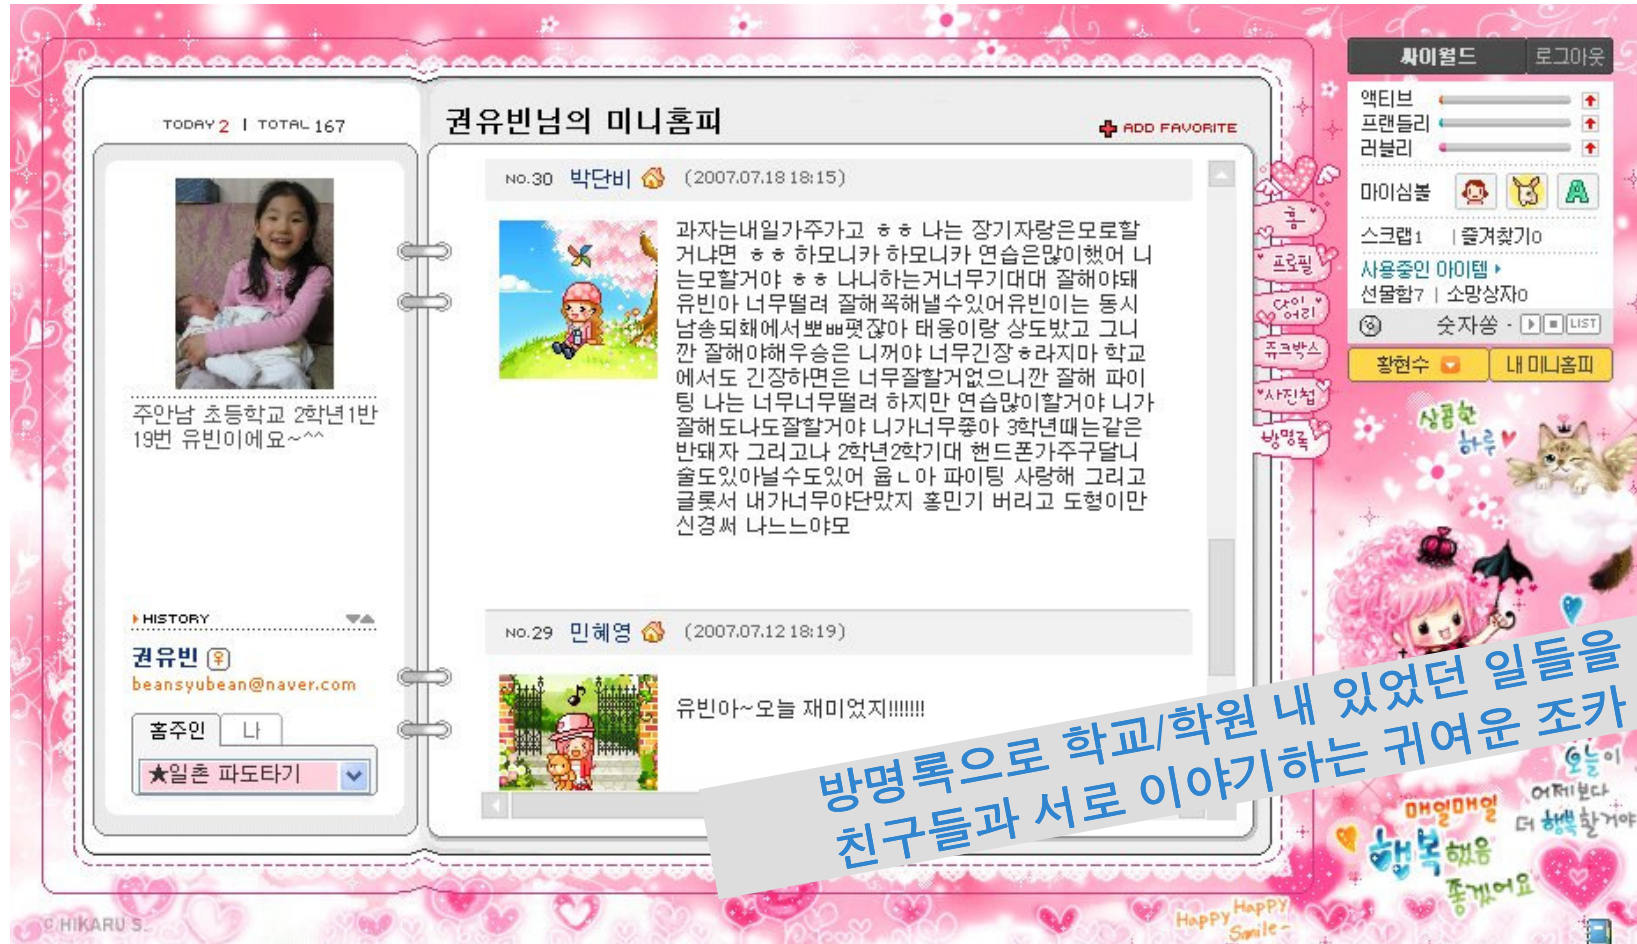 TODAY 2 | TOTAL 167
권유빈님의 미니홈피
ADD FAVORITE
주안남 초등학교 2학년1반
19번 유빈이에요~^^
HISTORY
권유빈
beansyubean@naver.com
홈주인
나
★일촌 파도타기
NO.30 박단비 (2007.07.18 18:15)
과자는내일가주가고 ㅎㅎ 나는 장기자랑은모로할
거냐면 ㅎㅎ 하모니카 하모니카 연습은많이했어 니
는모할거야 ㅎㅎ 나니하는거너무기대대 잘해야돼
유빈아 너무떨려 잘해꼭해낼수있어유빈이는 동시
남송되홰에서뽀ㅃ폇잖아 태웅이랑 상도밨고 그니
깐 잘해야해우승은 니꺼야 너무긴장ㅎ라지마 학교
에서도 긴장하면은 너무잘할거없으니깐 잘해 파이
팅 나는 너무너무떨려 하지만 연습많이할거야 니가
잘해도나도잘할거야 니가너무좋아 3학년때는같은
반돼자 그리고나 2학년2학기대 핸드폰가주구달니
술도있아닐수도있어 윱ㄴ아 파이팅 사랑해 그리고
글롯서 내가너무야단맜지 홍민기 버리고 도형이만
신경써 나느느야모
NO.29 민혜영 (2007.07.12 18:19)
유빈아~오늘 재미었지!!!!!!!
홈
프로필
다이어리
쥬크박스
사진첩
방명록
싸이월드
로그아웃
액티브
프랜들리
러블리
마이심볼
스크랩1 | 즐겨찾기0
사용중인 아이템
선물함7 | 소망상자0
숫자쏭 · LIST
황현수
내 미니홈피
상콤한
하루
방명록으로 학교/학원 내 있었던 일들을
친구들과 서로 이야기하는 귀여운 조카
오늘이
어제보다
더 행복할거야
매일매일
행복했음
좋겠어요
Happy Happy
Smile~
© HIKARU S.